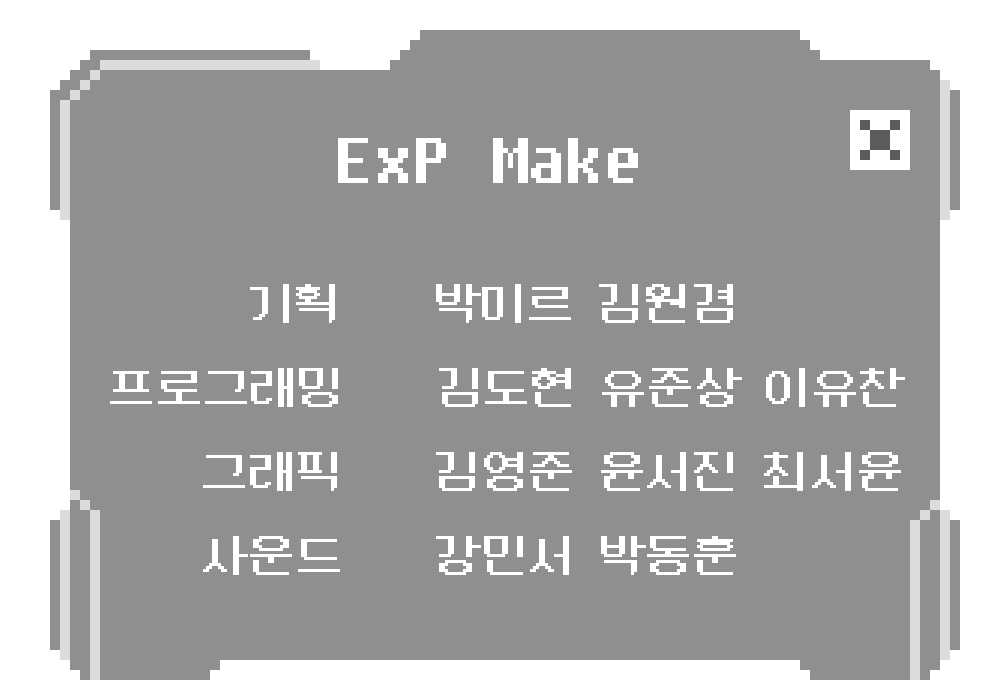 ExP Make
기획 박미르 김원겸
프로그래밍 김도현 유준상 이유찬
그래픽 김영준 윤서진 최서윤
사운드 강민서 박동훈